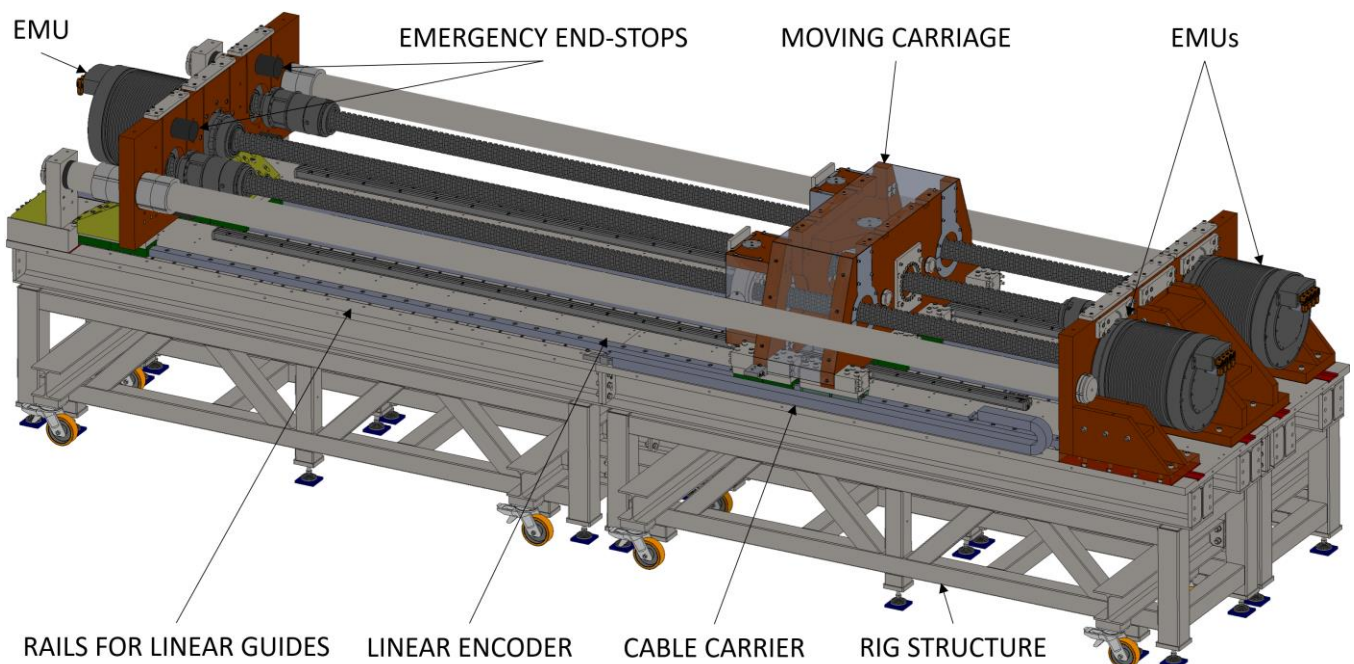 EMU
EMERGENCY END-STOPS
MOVING CARRIAGE
EMUs
RAILS FOR LINEAR GUIDES
LINEAR ENCODER
CABLE CARRIER
RIG STRUCTURE